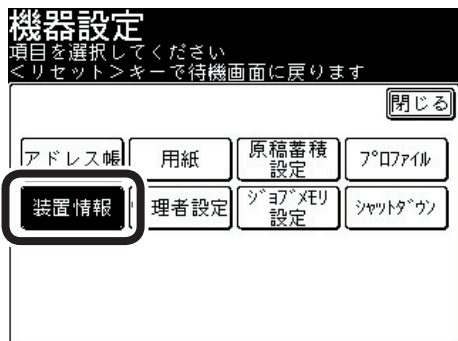 機器設定
項目を選択してください
<リセット>キーで待機画面に戻ります
閉じる
アドレス帳
用紙
原稿蓄積
設定
プロファイル
装置情報
理者設定
ジョブメモリ
設定
シャットダウン